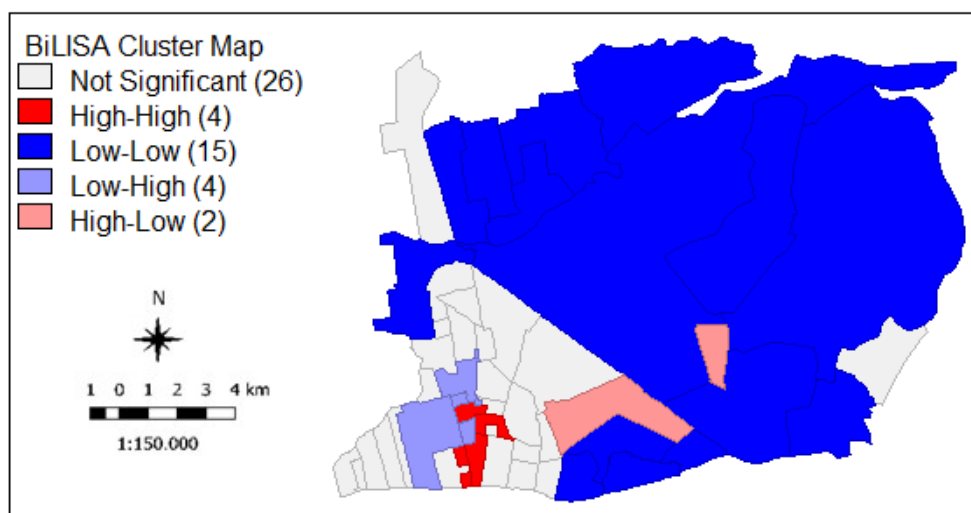 BiLISA Cluster Map
Not Significant (26)
High-High (4)
Low-Low (15)
Low-High (4)
High-Low (2)
N
1 0 1 2 3 4 km
1:150.000